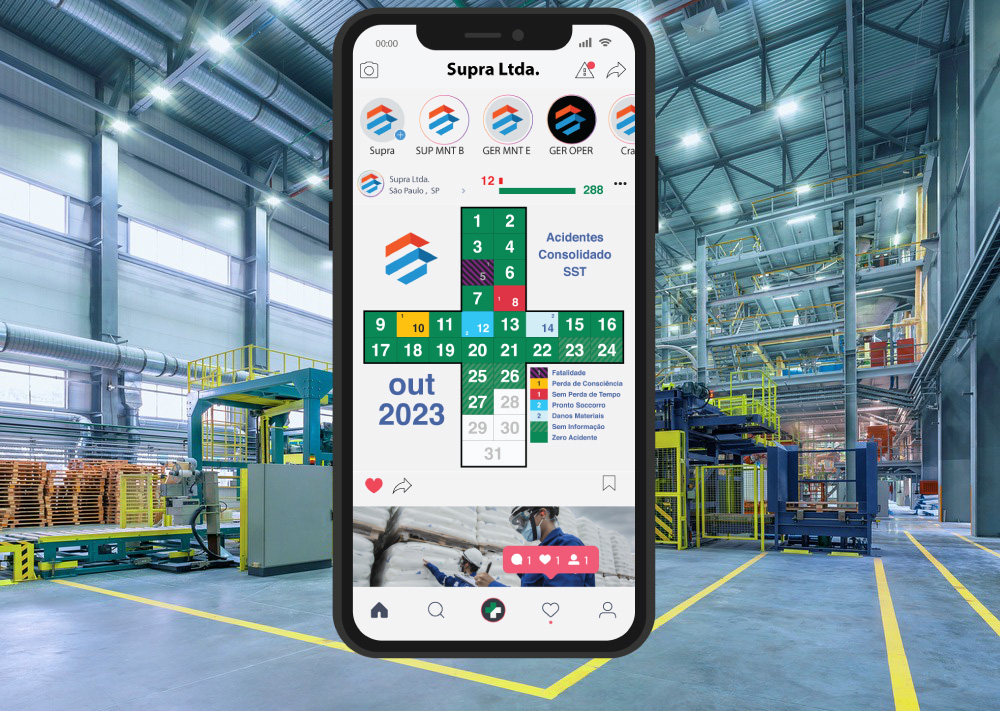 00:00
Supra Ltda.
Supra SUP MNT B GER MNT E GER OPER Cra
Supra Ltda.
São Paulo , SP
12
288
Acidentes
Consolidado
SST
1 2
3 4
5 6
7 1 8
9 1 10 11 2 12 13 2 14 15 16
17 18 19 20 21 22 23 24
25 26
27 28
29 30
31
out
2023
1 Fatalidade
1 Perda de Consciência
1 Sem Perda de Tempo
2 Pronto Soccorro
2 Danos Materiais
Sem Informação
Zero Acidente
1 1 1